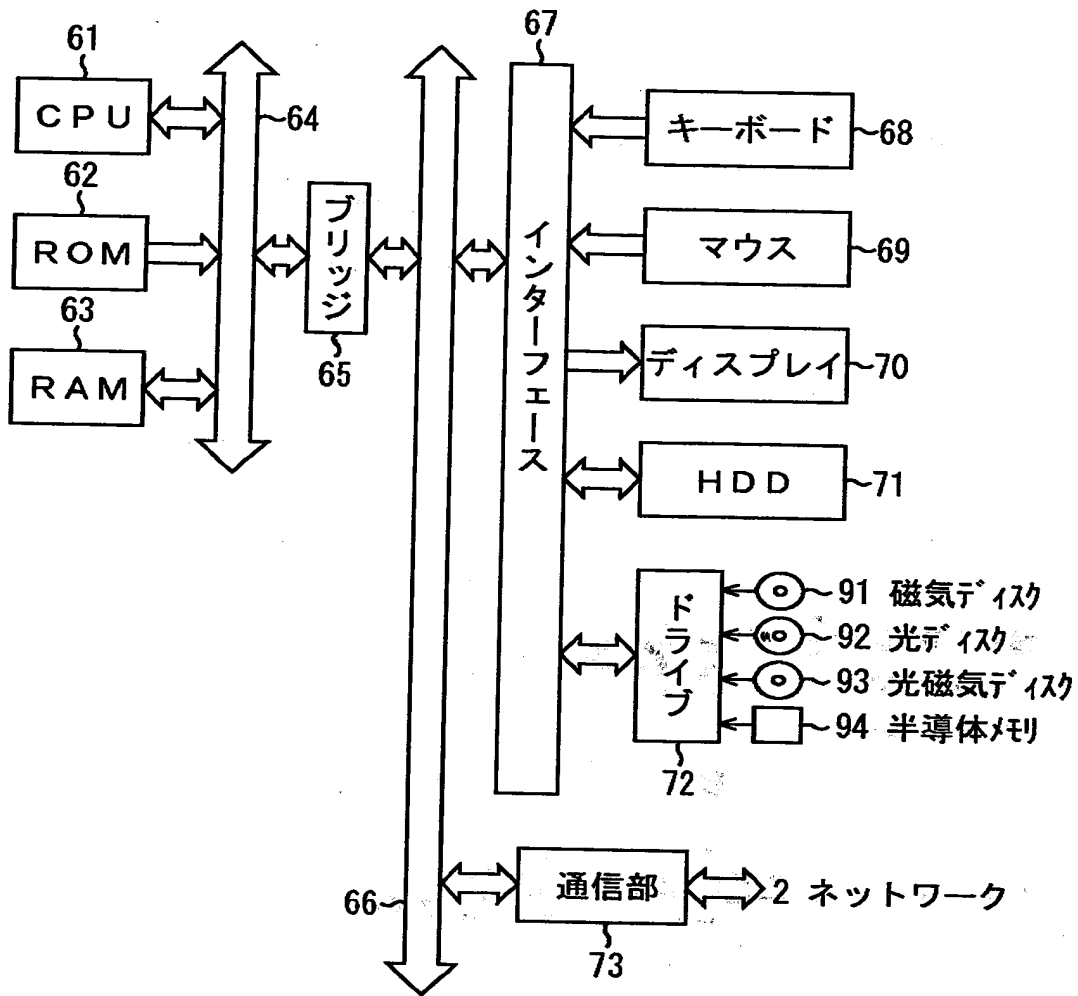 61
CPU
62
ROM
63
RAM
64
ブリッジ
65
66
67
インターフェース
キーボード
68
マウス
69
ディスプレイ
70
HDD
71
ドライブ
72
91 磁気ディスク
92 光ディスク
93 光磁気ディスク
94 半導体メモリ
通信部
73
2 ネットワーク